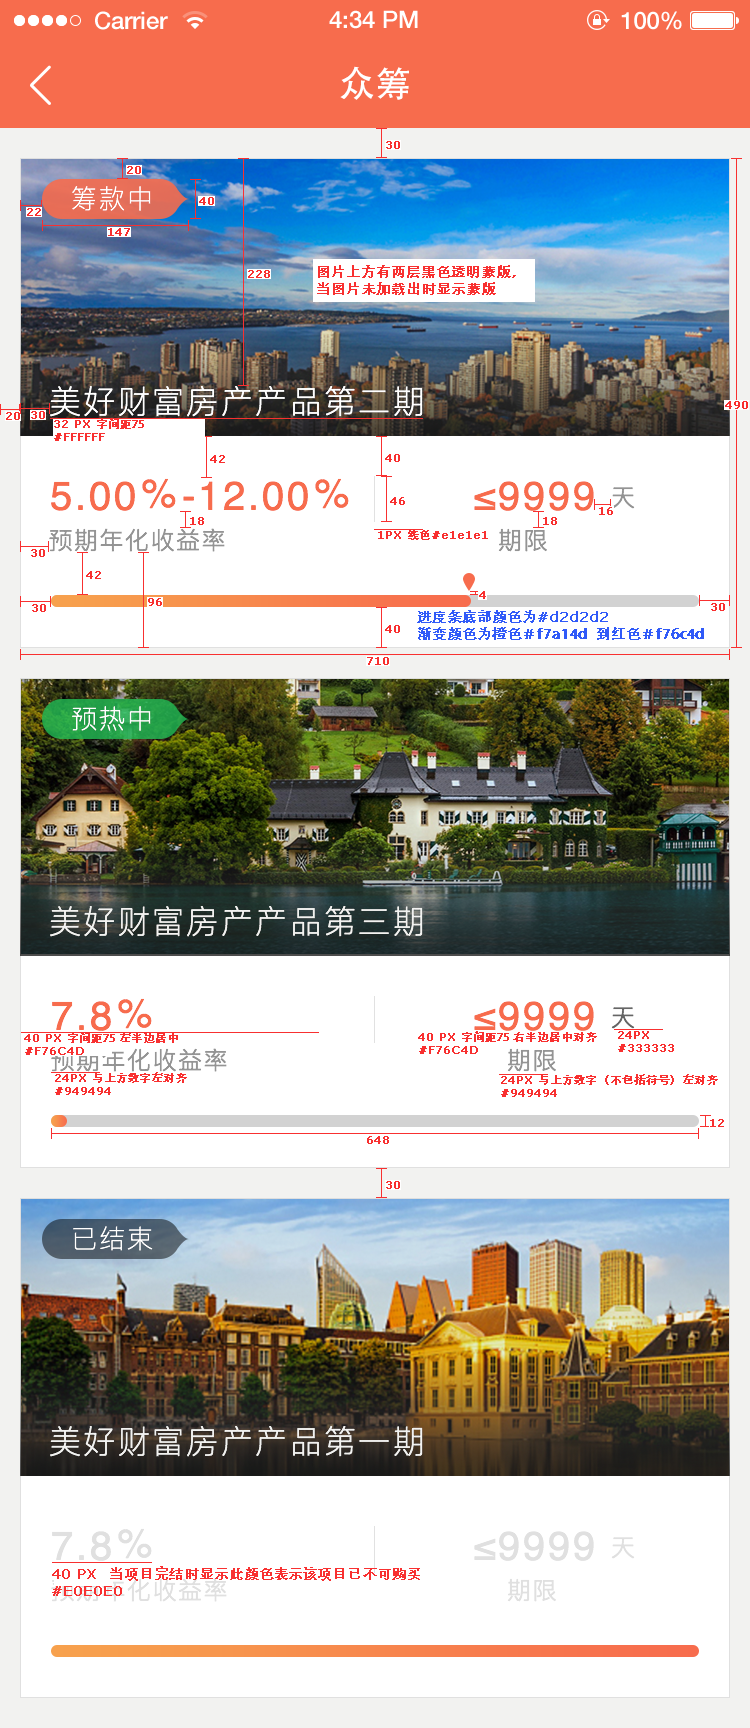 Carrier 4:34 PM 100%
众筹
30
20
筹款中
40
22
147
228
图片上方有两层黑色透明蒙版,
当图片未加载出时显示蒙版
美好财富房产产品第二期
20 30
490
32 PX 字间距75
#FFFFFF
42
40
5.00%-12.00%
46
≤9999 天
16
18
18
1PX 线色#e1e1e1
预期年化收益率
期限
30
42
30
96
4
30
进度条底部颜色为#d2d2d2
40
渐变颜色为橙色#f7a14d 到红色#f76c4d
710
预热中
美好财富房产产品第三期
7.8%
≤9999 天
40 PX 字间距75 左半边居中
#F76C4D
40 PX 字间距75 右半边居中对齐
#F76C4D
24PX
#333333
预期年化收益率
期限
24PX 与上方数字左对齐
#949494
24PX 与上方数字（不包括符号）左对齐
#949494
12
648
30
已结束
美好财富房产产品第一期
7.8%
≤9999 天
40 PX 当项目完结时显示此颜色表示该项目已不可购买
#E0E0E0
预期年化收益率
期限